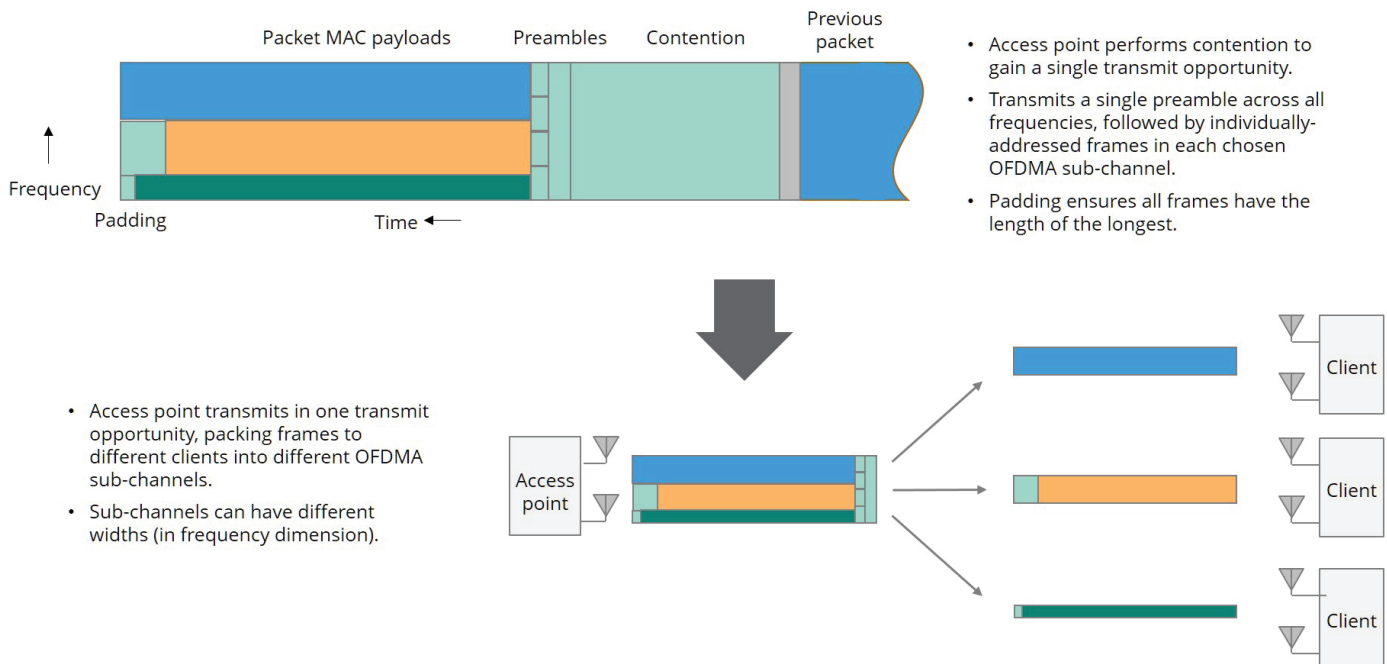 Packet MAC payloads
Preambles
Contention
Previous
packet
Frequency
Padding
Time
• Access point performs contention to
gain a single transmit opportunity.
• Transmits a single preamble across all
frequencies, followed by individually-
addressed frames in each chosen
OFDMA sub-channel.
• Padding ensures all frames have the
length of the longest.
• Access point transmits in one transmit
opportunity, packing frames to
different clients into different OFDMA
sub-channels.
• Sub-channels can have different
widths (in frequency dimension).
Access
point
Client
Client
Client